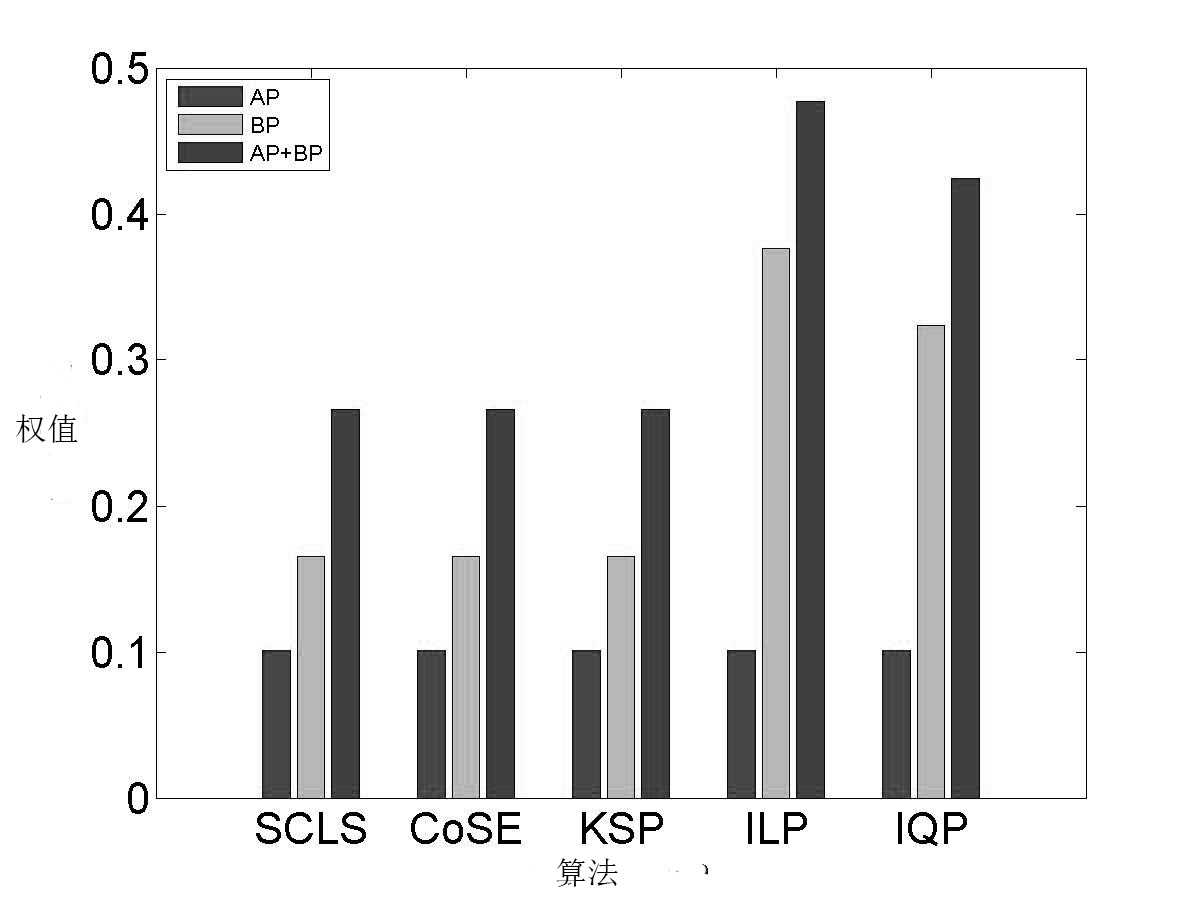 0.5
AP
BP
AP+BP
0.4
0.3
权值
0.2
0.1
0
SCLS CoSE KSP ILP IQP
算法